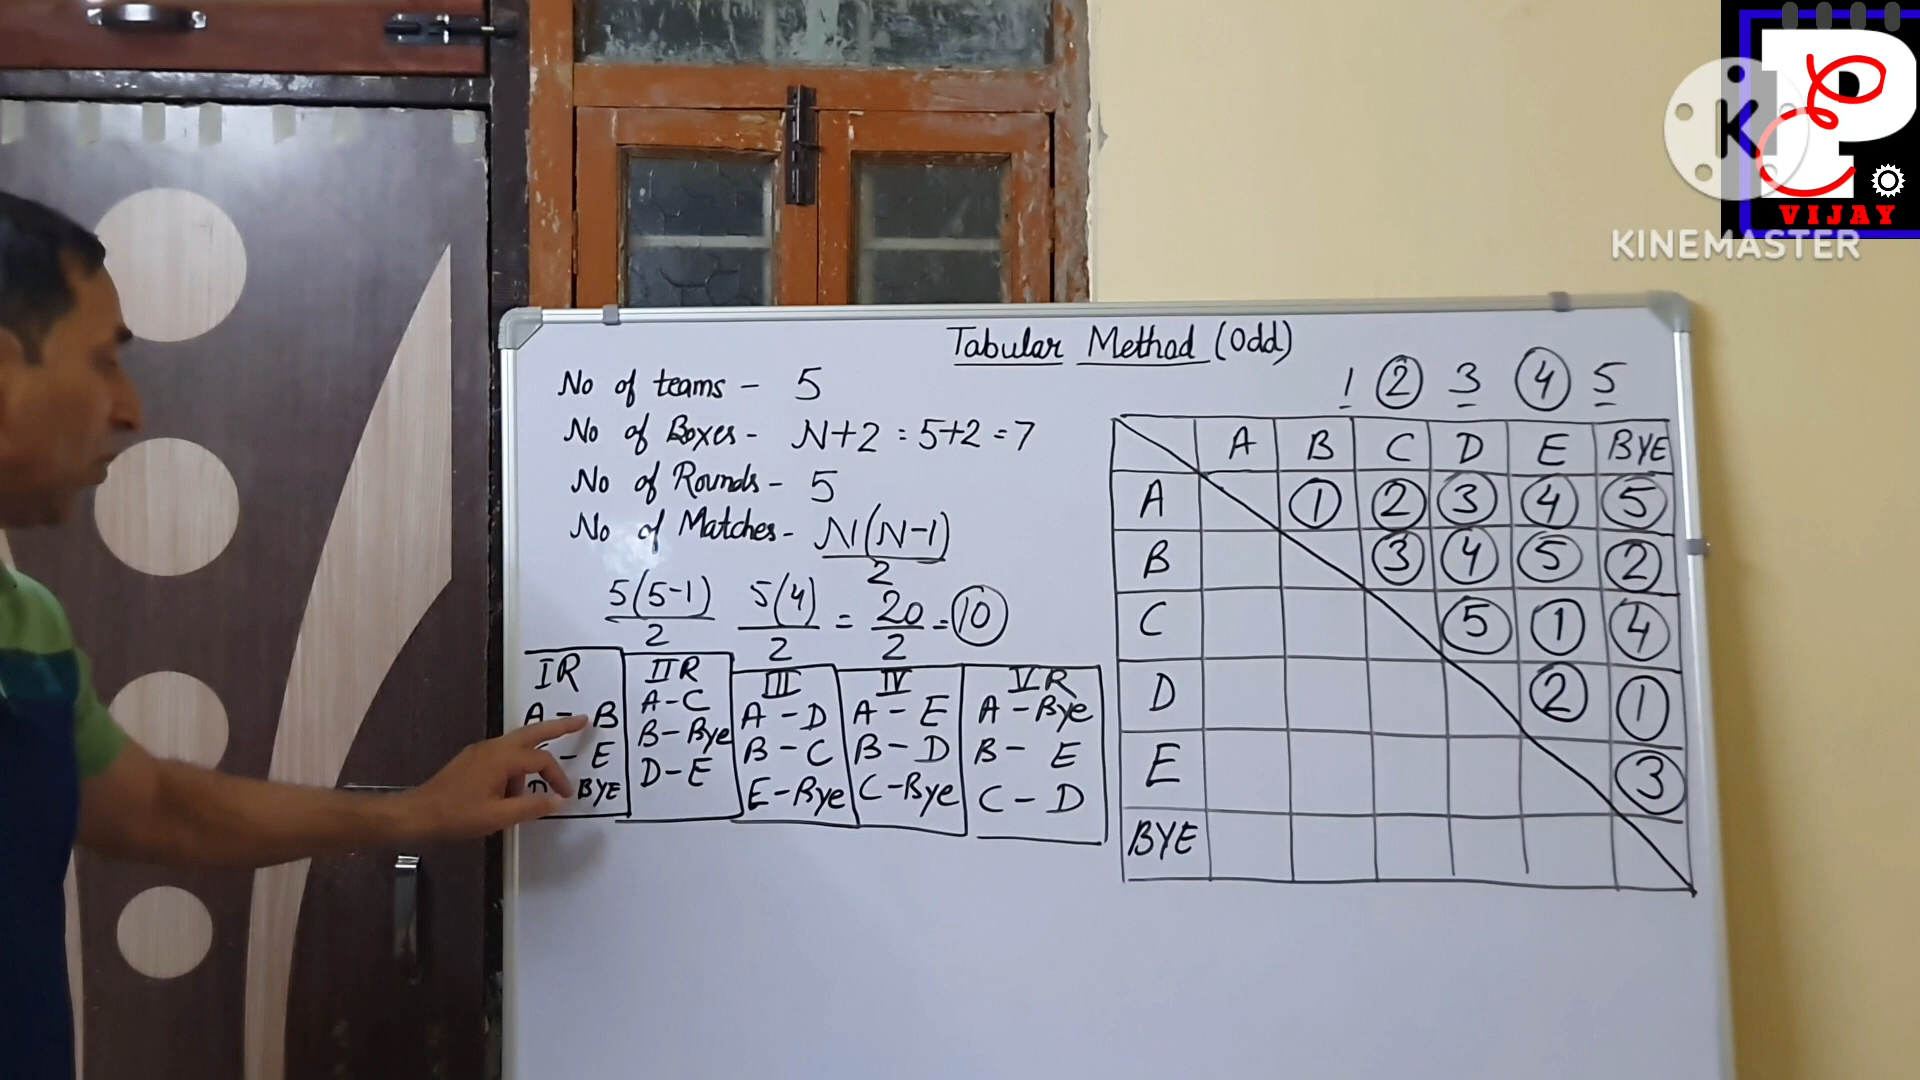 K
P
VIJAY
KINEMASTER
Tabular Method (Odd)
No of teams - 5
No of Boxes - N+2 = 5+2 = 7
No of Rounds - 5
No of Matches - N(N-1)
2
5(5-1) 5(4) = 20 = 10
2 2 2
I R
A - B
- E
D - BYE
II R
A - C
B - Bye
D - E
III
A - D
B - C
E - Bye
IV
A - E
B - D
C - Bye
V R
A - Bye
B - E
C - D
1 2 3 4 5
A B C D E BYE
A 1 2 3 4 5
B 3 4 5 2
C 5 1 4
D 2 1
E 3
BYE